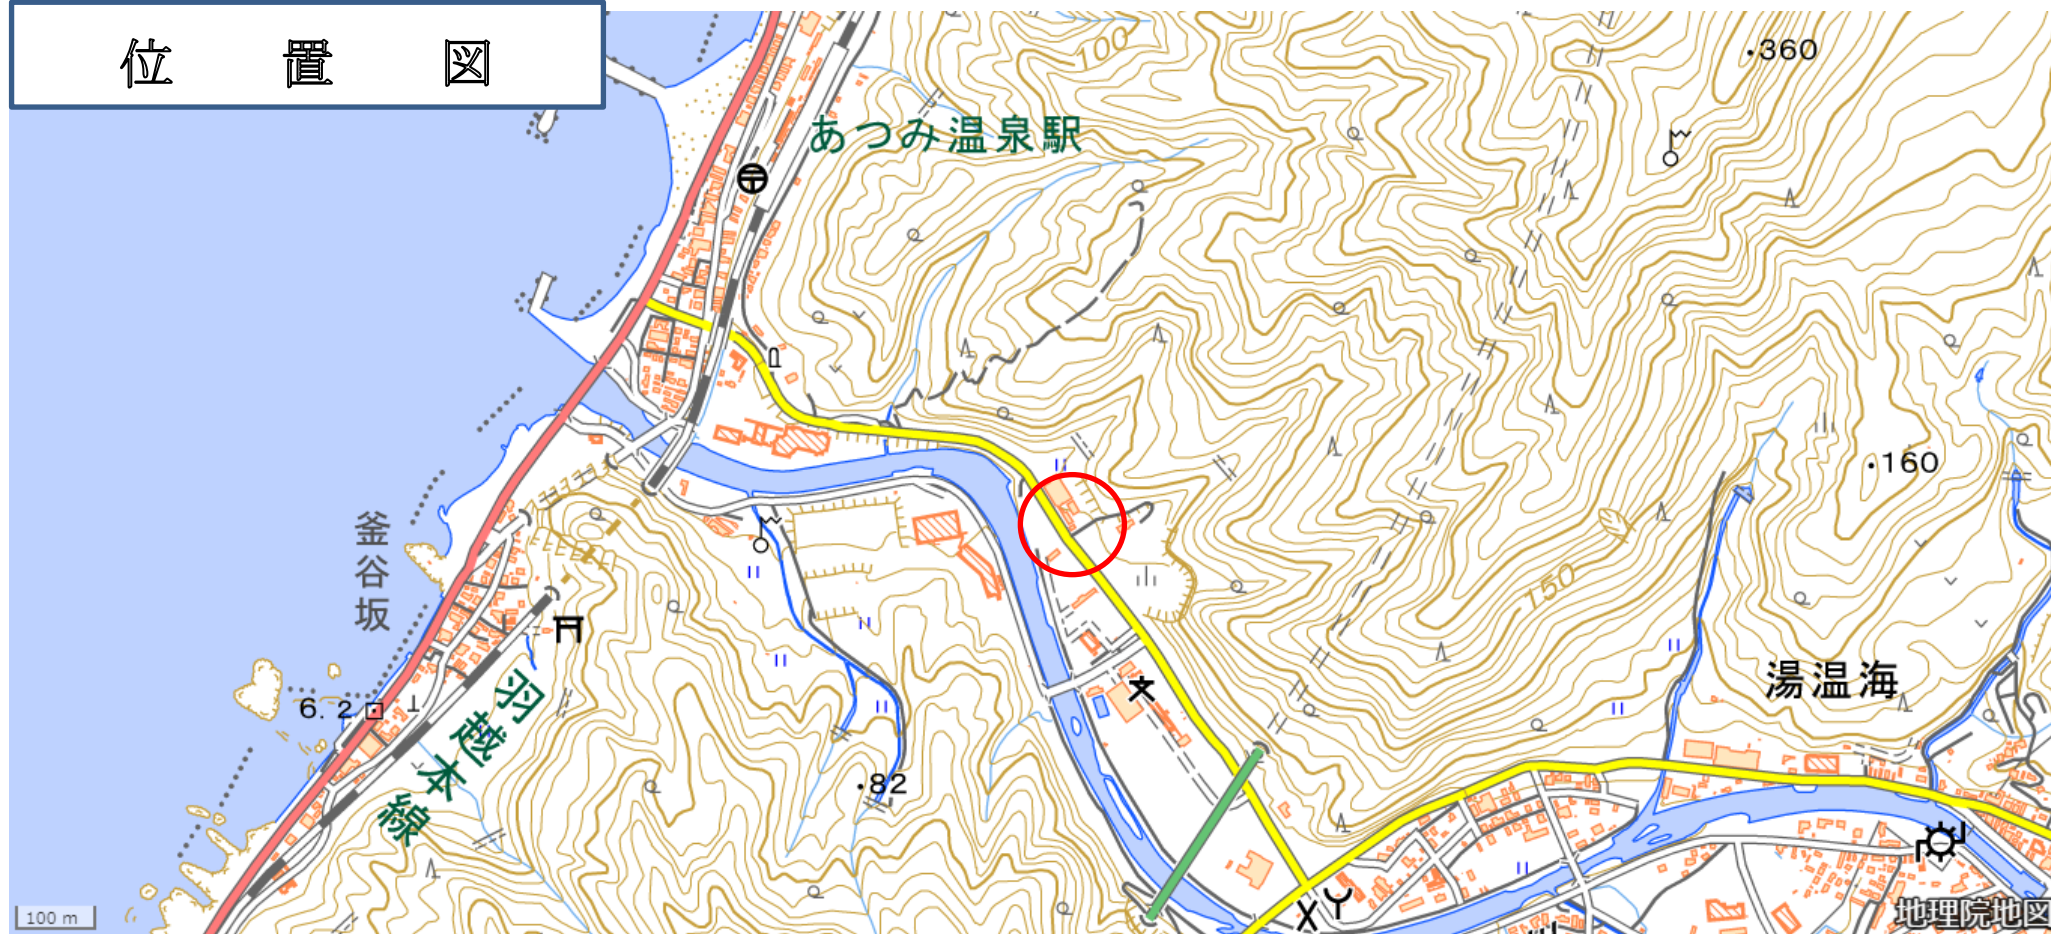 位 置 図
100
・360
あつみ温泉駅
・160
釜谷坂
150
湯温海
6.2
羽越本線
・82
100 m
地理院地図